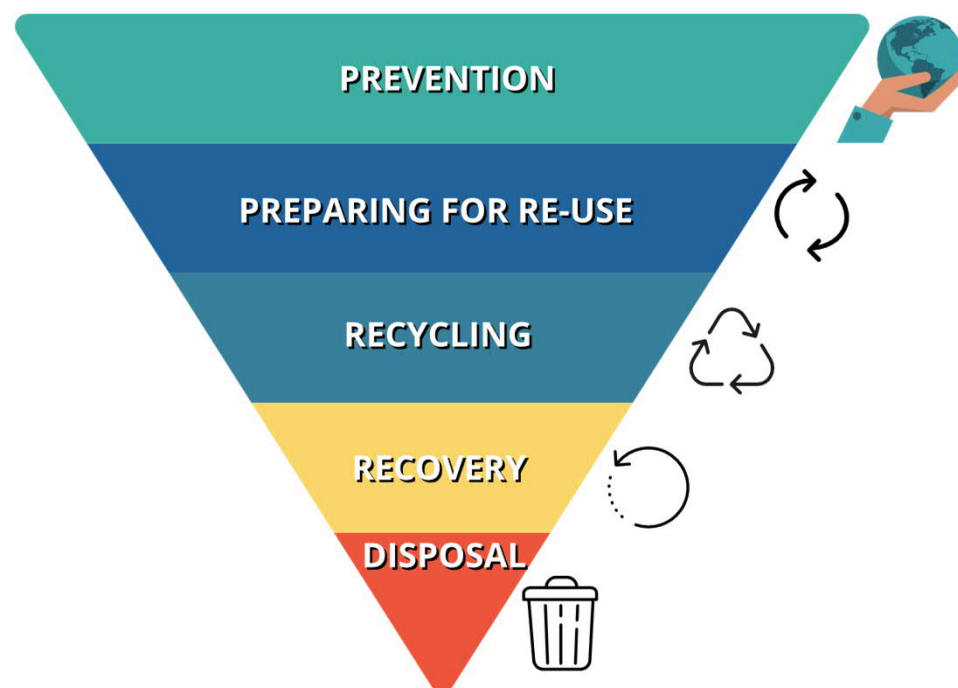 PREVENTION
PREPARING FOR RE-USE
RECYCLING
RECOVERY
DISPOSAL